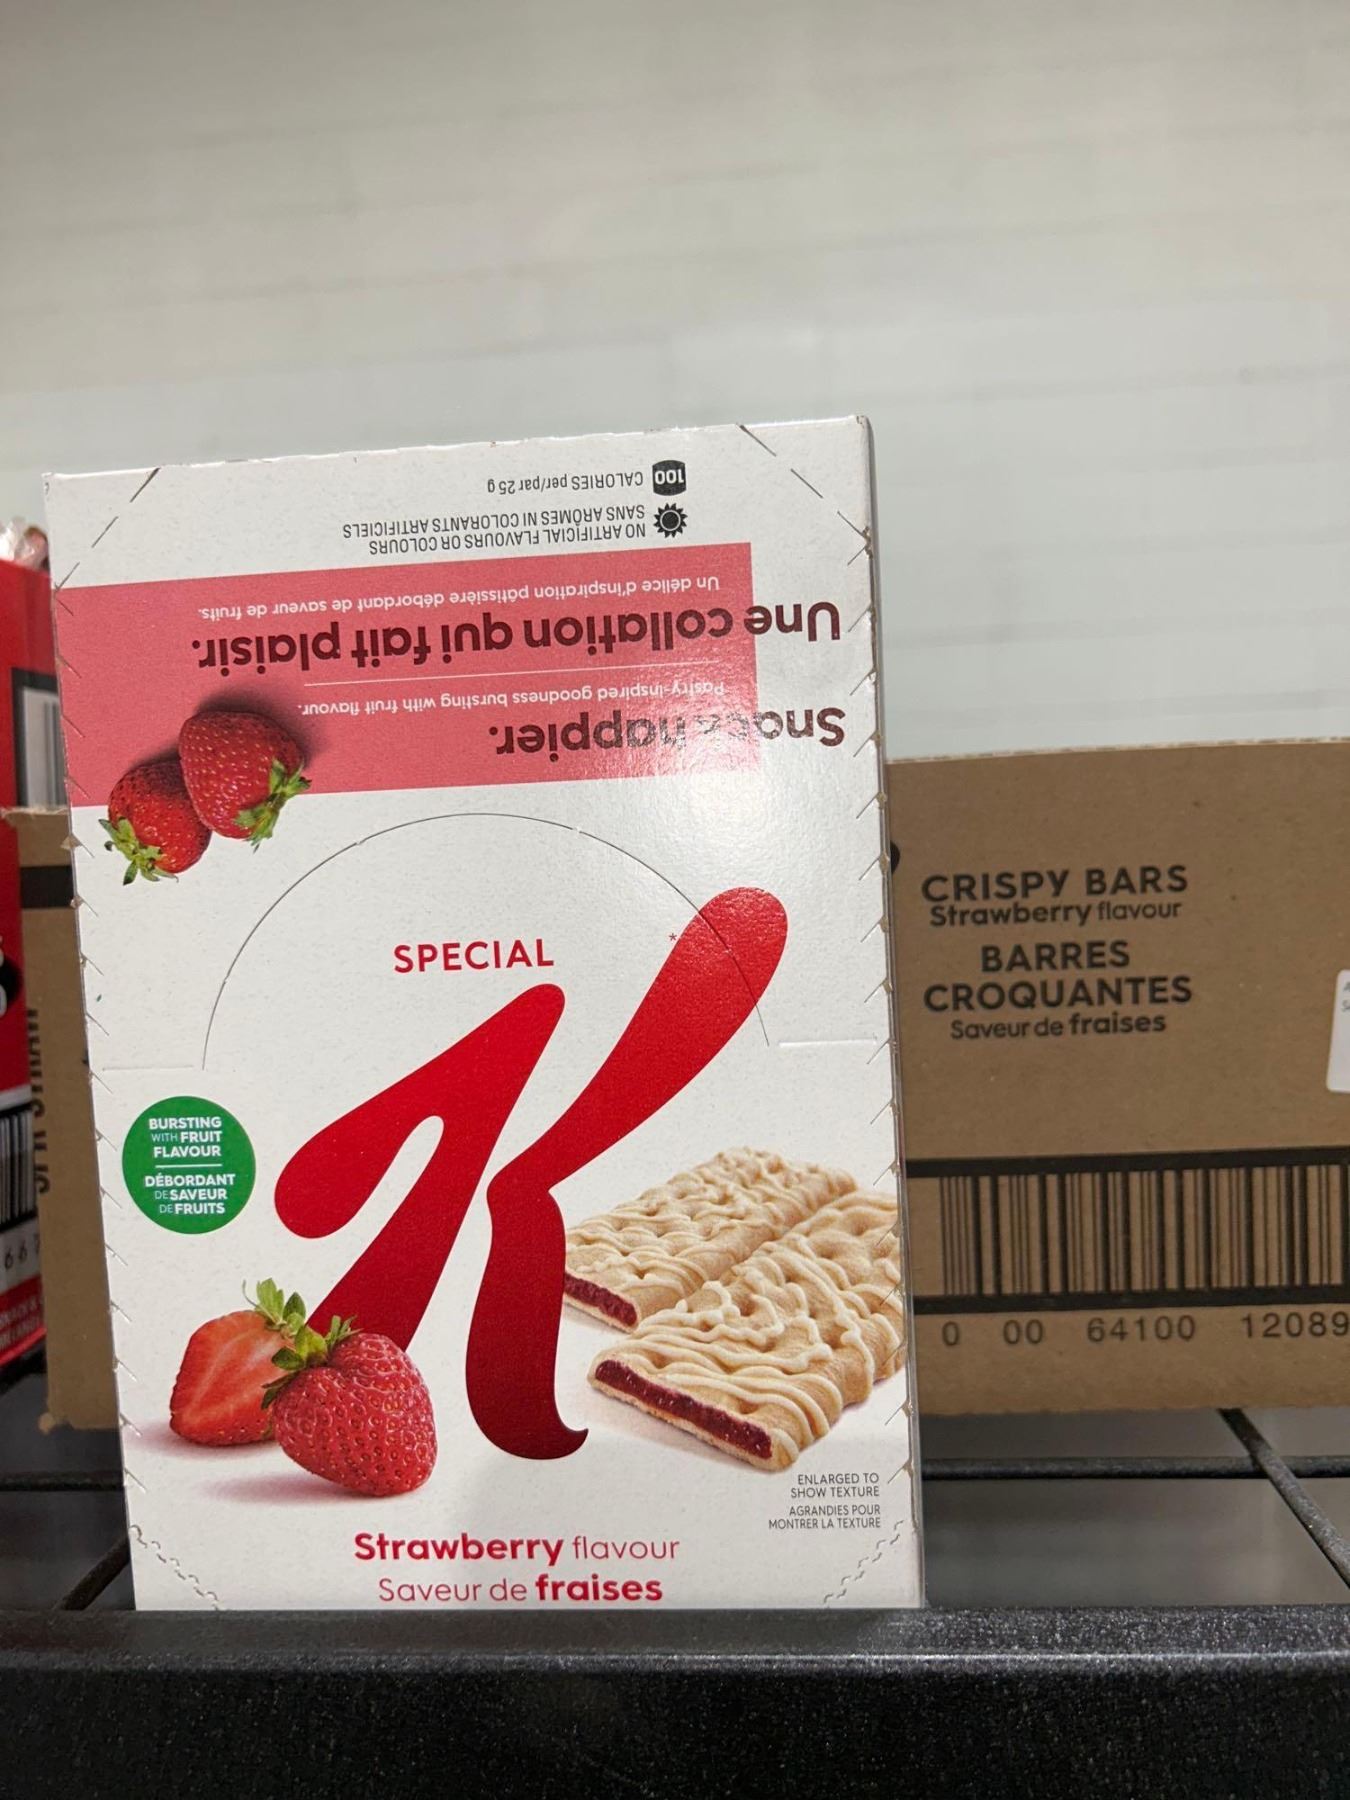 100 CALORIES per/par 25 g
NO ARTIFICIAL FLAVOURS OR COLOURS
SANS ARÔMES NI COLORANTS ARTIFICIELS
Snack happier.
Pastry-inspired goodness bursting with fruit flavour.
Une collation qui fait plaisir.
Un délice d'inspiration pâtissière débordant de saveur de fruits.
SPECIAL
K*
BURSTING
WITH FRUIT
FLAVOUR
DÉBORDANT
DE SAVEUR
DE FRUITS
ENLARGED TO
SHOW TEXTURE
AGRANDIES POUR
MONTRER LA TEXTURE
Strawberry flavour
Saveur de fraises
CRISPY BARS
Strawberry flavour
BARRES
CROQUANTES
Saveur de fraises
0 00 64100 12089